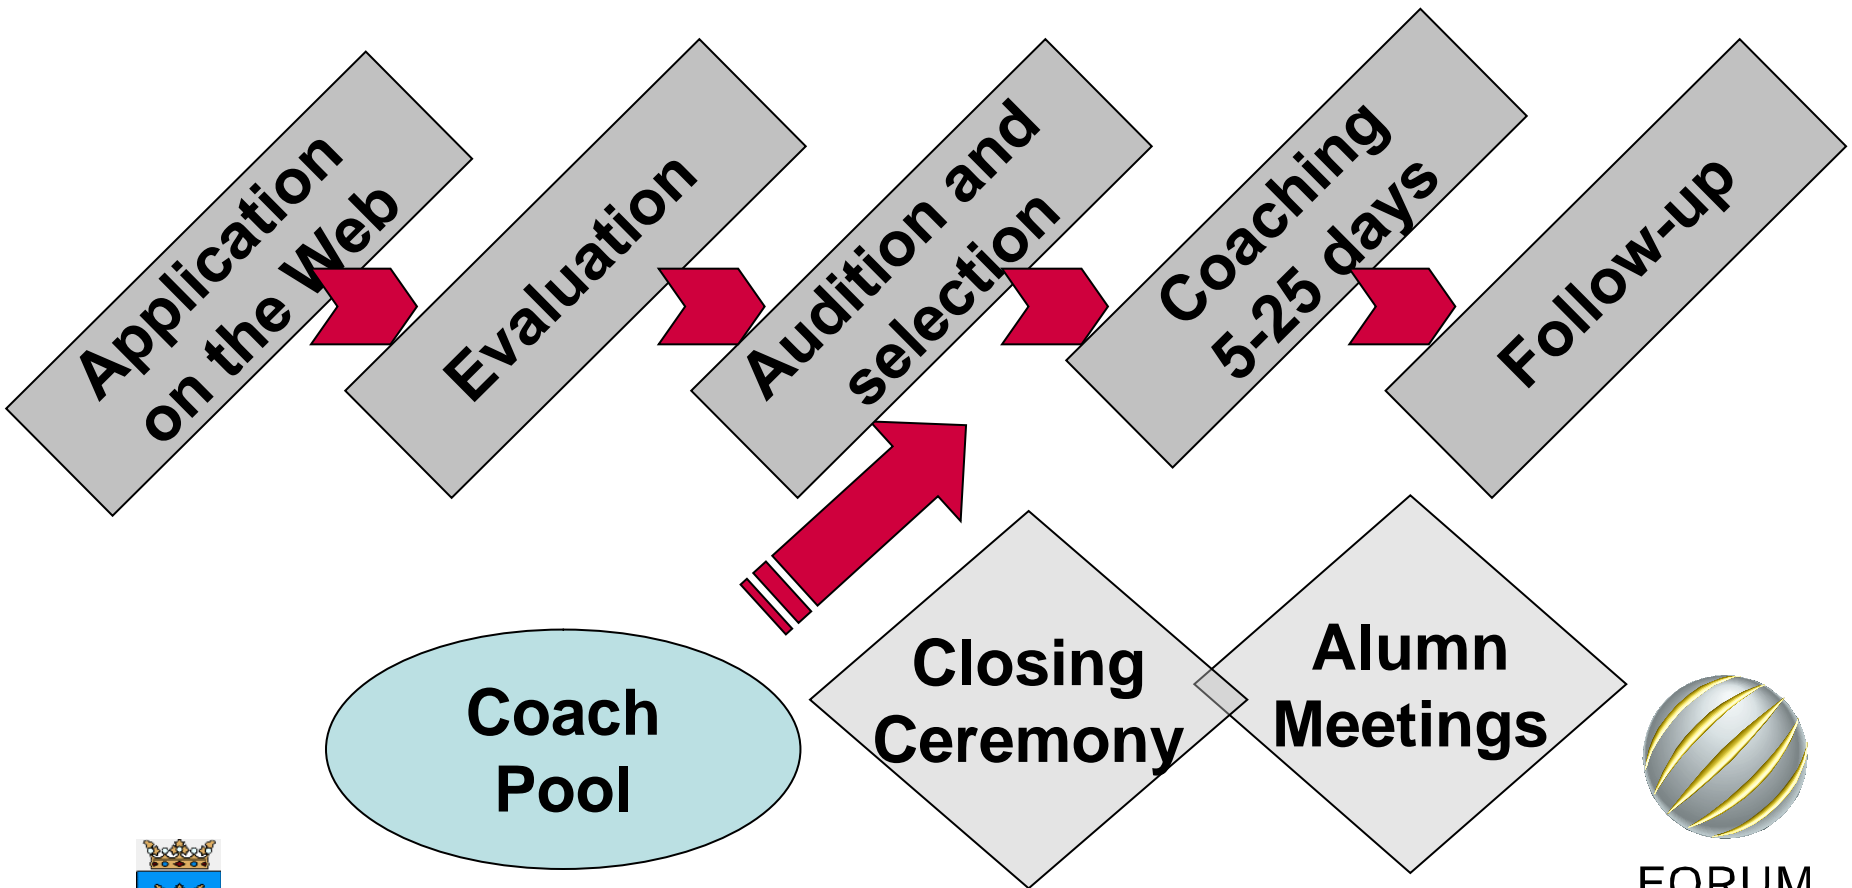 Application
on the Web
Evaluation
Audition and
selection
Coaching
5-25 days
Follow-up
Coach
Pool
Closing
Ceremony
Alumn
Meetings
FORUM